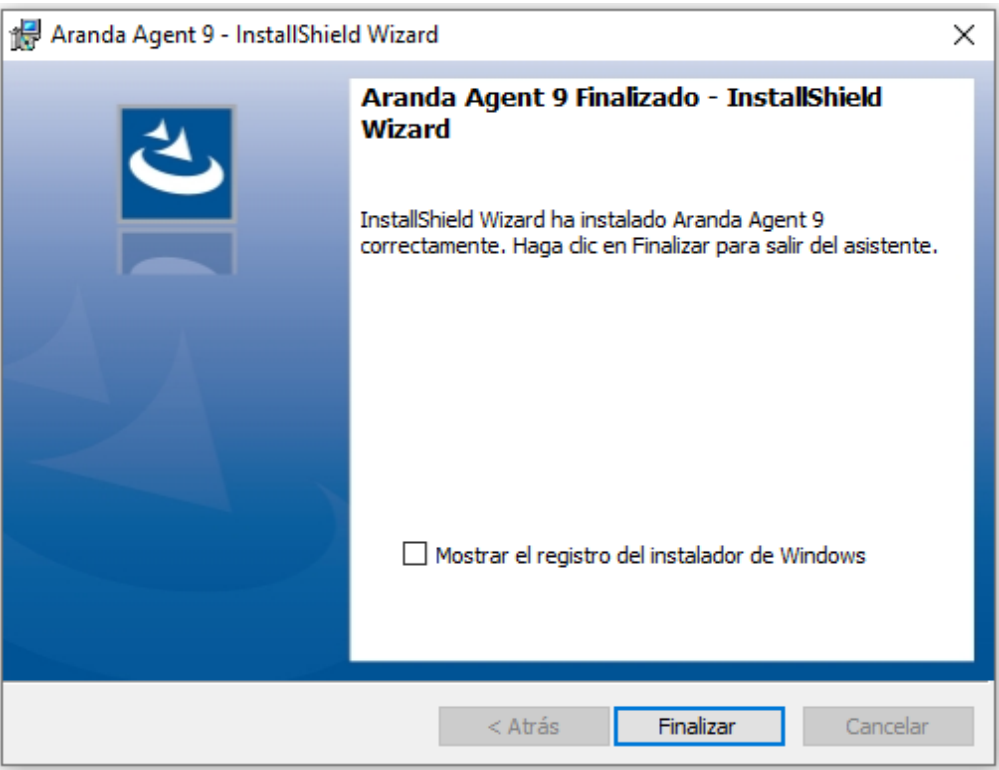 Aranda Agent 9 - InstallShield Wizard
Aranda Agent 9 Finalizado - InstallShield
Wizard
InstallShield Wizard ha instalado Aranda Agent 9
correctamente. Haga clic en Finalizar para salir del asistente.
Mostrar el registro del instalador de Windows
< Atrás
Finalizar
Cancelar